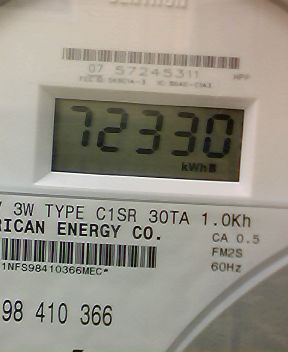 07 57245311 HPP
72330
kWh
3W TYPE C1SR 30TA 1.0Kh
RICAN ENERGY CO.
CA 0.5
FM2S
60Hz
1NFS98410366MEC*
98 410 366